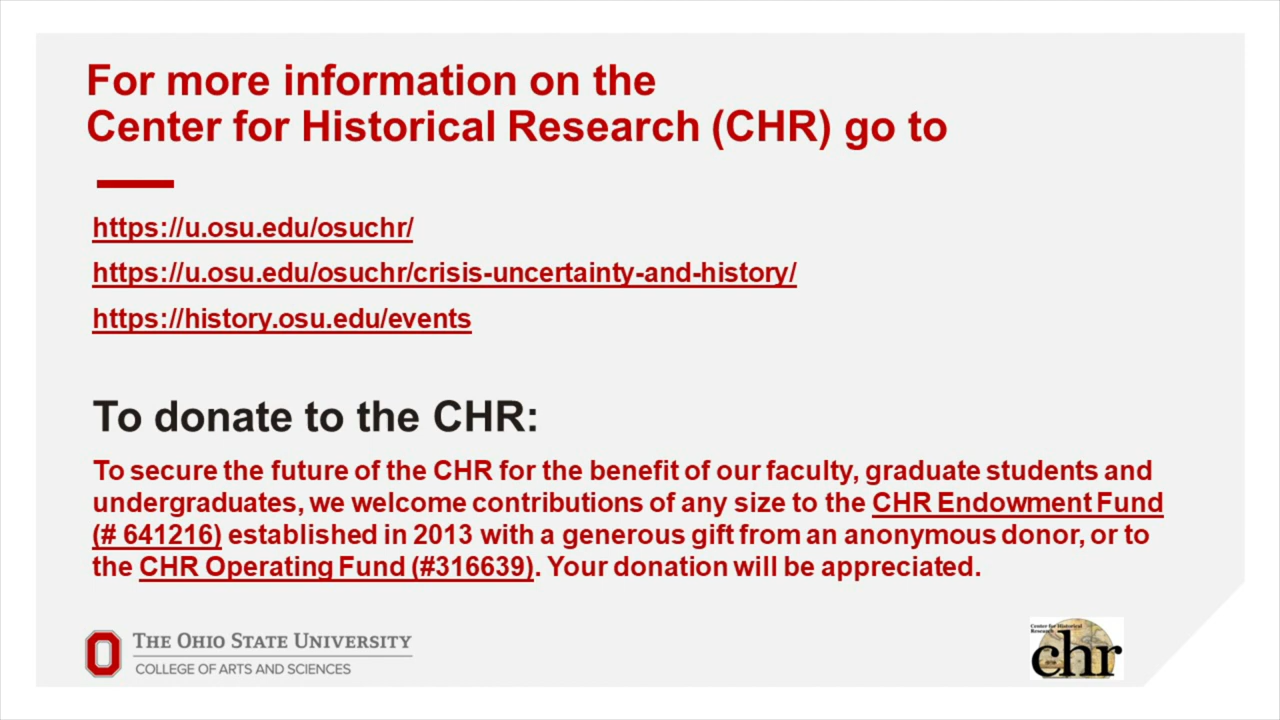 For more information on the
Center for Historical Research (CHR) go to
https://u.osu.edu/osuchr/
https://u.osu.edu/osuchr/crisis-uncertainty-and-history/
https://history.osu.edu/events
To donate to the CHR:
To secure the future of the CHR for the benefit of our faculty, graduate students and
undergraduates, we welcome contributions of any size to the CHR Endowment Fund
(# 641216) established in 2013 with a generous gift from an anonymous donor, or to
the CHR Operating Fund (#316639). Your donation will be appreciated.
THE OHIO STATE UNIVERSITY
COLLEGE OF ARTS AND SCIENCES
Center for Historical
Research
chr